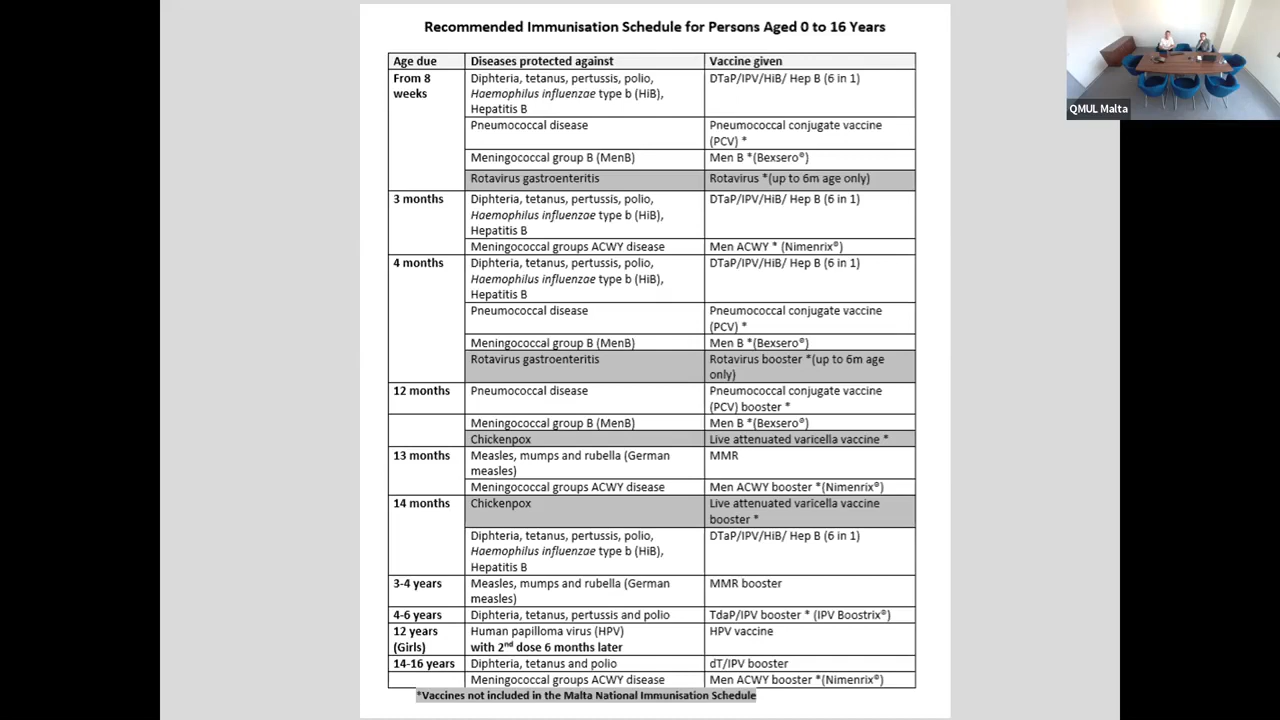 Recommended Immunisation Schedule for Persons Aged 0 to 16 Years
Age due Diseases protected against Vaccine given
From 8 weeks
Diphteria, tetanus, pertussis, polio,
Haemophilus influenzae type b (HiB),
Hepatitis B
DTaP/IPV/HiB/ Hep B (6 in 1)
Pneumococcal disease
Pneumococcal conjugate vaccine
(PCV) *
Meningococcal group B (MenB) Men B *(Bexsero®)
Rotavirus gastroenteritis Rotavirus *(up to 6m age only)
3 months
Diphteria, tetanus, pertussis, polio,
Haemophilus influenzae type b (HiB),
Hepatitis B
DTaP/IPV/HiB/ Hep B (6 in 1)
Meningococcal groups ACWY disease Men ACWY * (Nimenrix®)
4 months
Diphteria, tetanus, pertussis, polio,
Haemophilus influenzae type b (HiB),
Hepatitis B
DTaP/IPV/HiB/ Hep B (6 in 1)
Pneumococcal disease
Pneumococcal conjugate vaccine
(PCV) *
Meningococcal group B (MenB) Men B *(Bexsero®)
Rotavirus gastroenteritis
Rotavirus booster *(up to 6m age
only)
12 months
Pneumococcal disease
Pneumococcal conjugate vaccine
(PCV) booster *
Meningococcal group B (MenB) Men B *(Bexsero®)
Chickenpox Live attenuated varicella vaccine *
13 months
Measles, mumps and rubella (German
measles)
MMR
Meningococcal groups ACWY disease Men ACWY booster *(Nimenrix®)
14 months
Chickenpox
Live attenuated varicella vaccine
booster *
Diphteria, tetanus, pertussis, polio,
Haemophilus influenzae type b (HiB),
Hepatitis B
DTaP/IPV/HiB/ Hep B (6 in 1)
3-4 years
Measles, mumps and rubella (German
measles)
MMR booster
4-6 years Diphteria, tetanus, pertussis and polio TdaP/IPV booster * (IPV Boostrix®)
12 years
(Girls)
Human papilloma virus (HPV)
with 2nd dose 6 months later
HPV vaccine
14-16 years Diphteria, tetanus and polio dT/IPV booster
Meningococcal groups ACWY disease Men ACWY booster *(Nimenrix®)
*Vaccines not included in the Malta National Immunisation Schedule
QMUL Malta